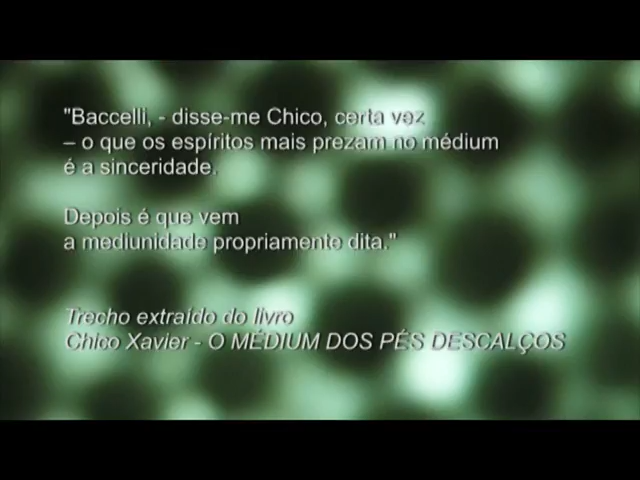 "Baccelli, - disse-me Chico, certa vez
– o que os espíritos mais prezam no médium
é a sinceridade.
Depois é que vem
a mediunidade propriamente dita."
Trecho extraído do livro
Chico Xavier - O MÉDIUM DOS PÉS DESCALÇOS